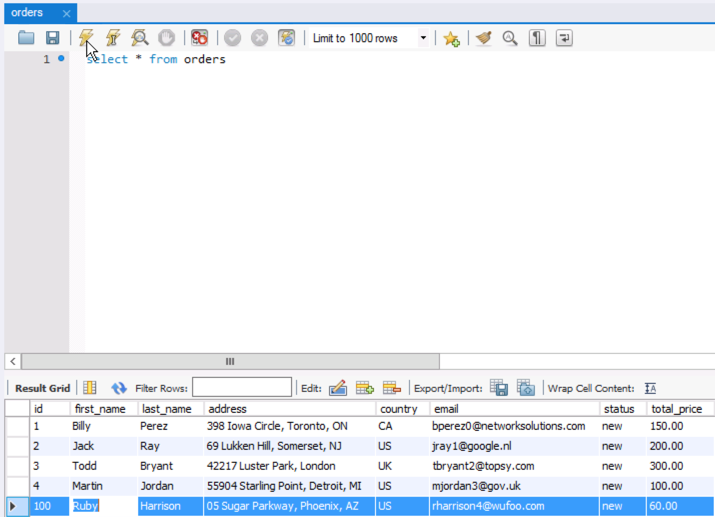 orders
Limit to 1000 rows
1 select * from orders
Result Grid Filter Rows: Edit: Export/Import: Wrap Cell Content:
id first_name last_name address country email status total_price
1 Billy Perez 398 Iowa Circle, Toronto, ON CA bperez0@networksolutions.com new 150.00
2 Jack Ray 69 Lukken Hill, Somerset, NJ US jray1@google.nl new 200.00
3 Todd Bryant 42217 Luster Park, London UK tbryant2@topsy.com new 300.00
4 Martin Jordan 55904 Starling Point, Detroit, MI US mjordan3@gov.uk new 100.00
100 Ruby Harrison 05 Sugar Parkway, Phoenix, AZ US rharrison4@wufoo.com new 60.00